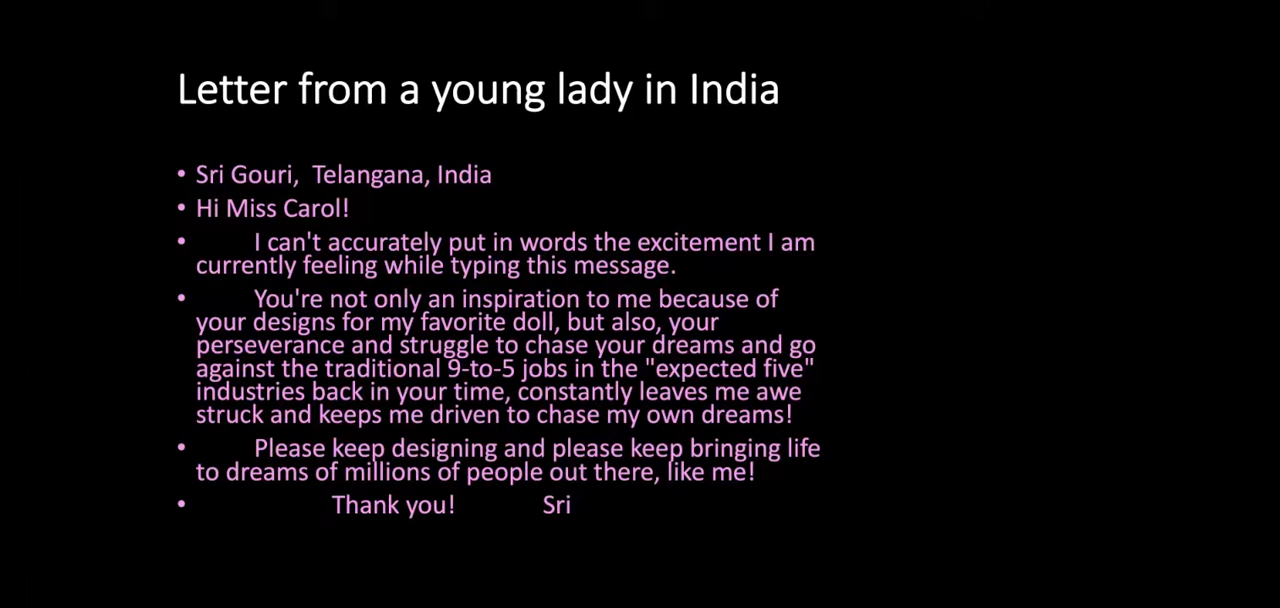 Letter from a young lady in India
• Sri Gouri,  Telangana, India
• Hi Miss Carol!
• I can't accurately put in words the excitement I am
currently feeling while typing this message.
• You're not only an inspiration to me because of
your designs for my favorite doll, but also, your
perseverance and struggle to chase your dreams and go
against the traditional 9-to-5 jobs in the "expected five"
industries back in your time, constantly leaves me awe
struck and keeps me driven to chase my own dreams!
• Please keep designing and please keep bringing life
to dreams of millions of people out there, like me!
• Thank you! Sri